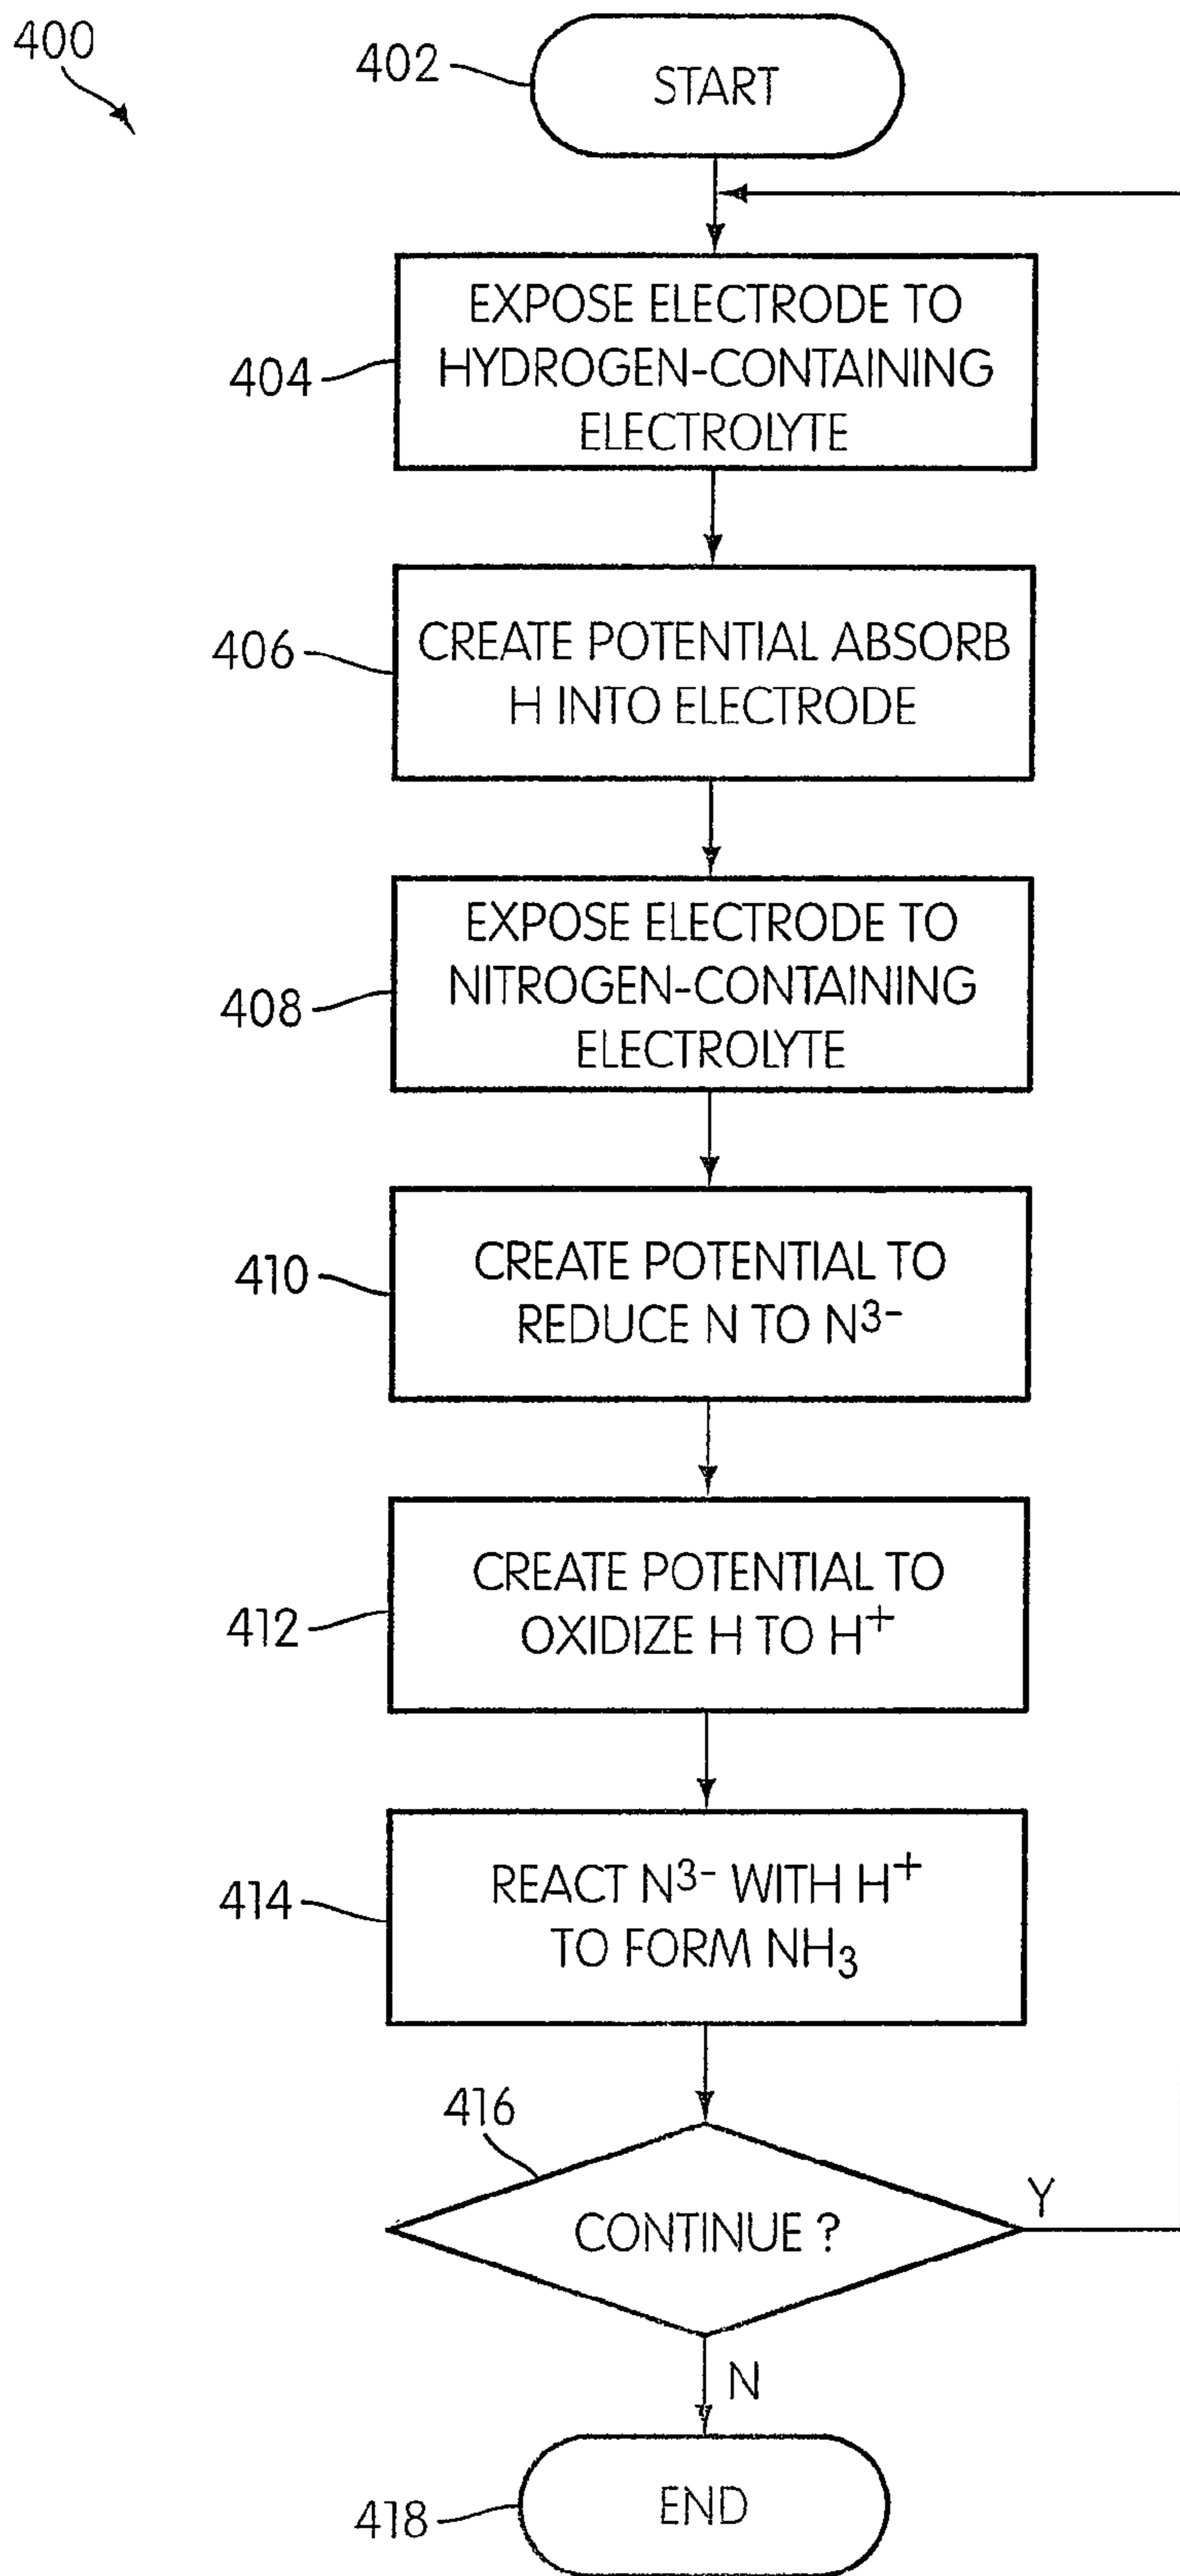 400
402
START
404
EXPOSE ELECTRODE TO
HYDROGEN-CONTAINING
ELECTROLYTE
406
CREATE POTENTIAL ABSORB
H INTO ELECTRODE
408
EXPOSE ELECTRODE TO
NITROGEN-CONTAINING
ELECTROLYTE
410
CREATE POTENTIAL TO
REDUCE N TO N³⁻
412
CREATE POTENTIAL TO
OXIDIZE H TO H⁺
414
REACT N³⁻ WITH H⁺
TO FORM NH₃
416
CONTINUE ?
Y
N
418
END